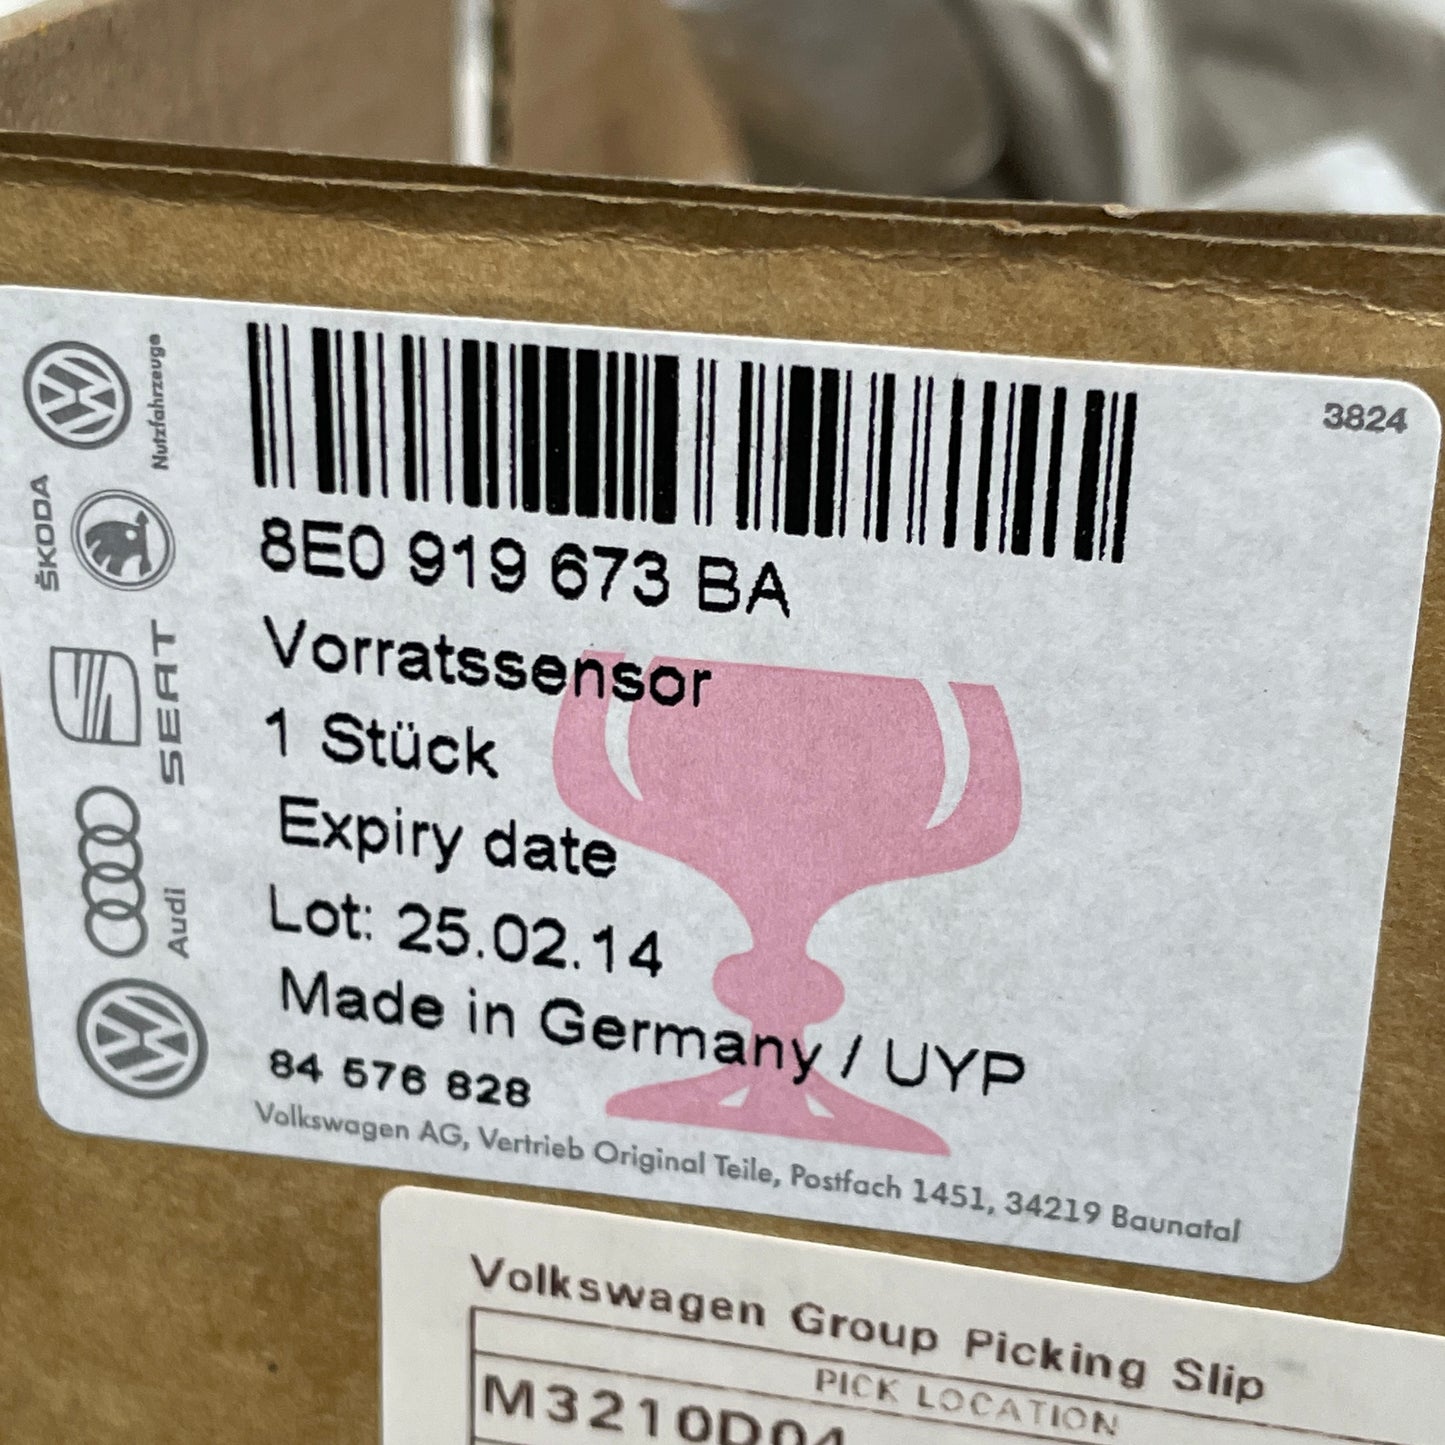 Nutzfahrzeuge
ŠKODA
SEAT
Audi
3824
8E0 919 673 BA
Vorratssensor
1 Stück
Expiry date
Lot: 25.02.14
Made in Germany / UYP
84 576 828
Volkswagen AG, Vertrieb Original Teile, Postfach 1451, 34219 Baunatal
Volkswagen Group Picking Slip
PICK LOCATION
M3210D04